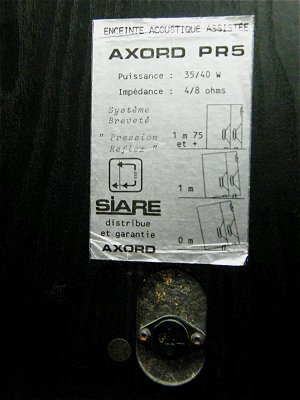 ENCEINTE ACOUSTIQUE ASSISTÉE
AXORD PR5
Puissance : 35/40 W
Impédance : 4/8 ohms
Système
Breveté
" Pression
Reflex "
1 m 75
et +
1 m
0 m
SIARE
distribue
et garantie
AXORD